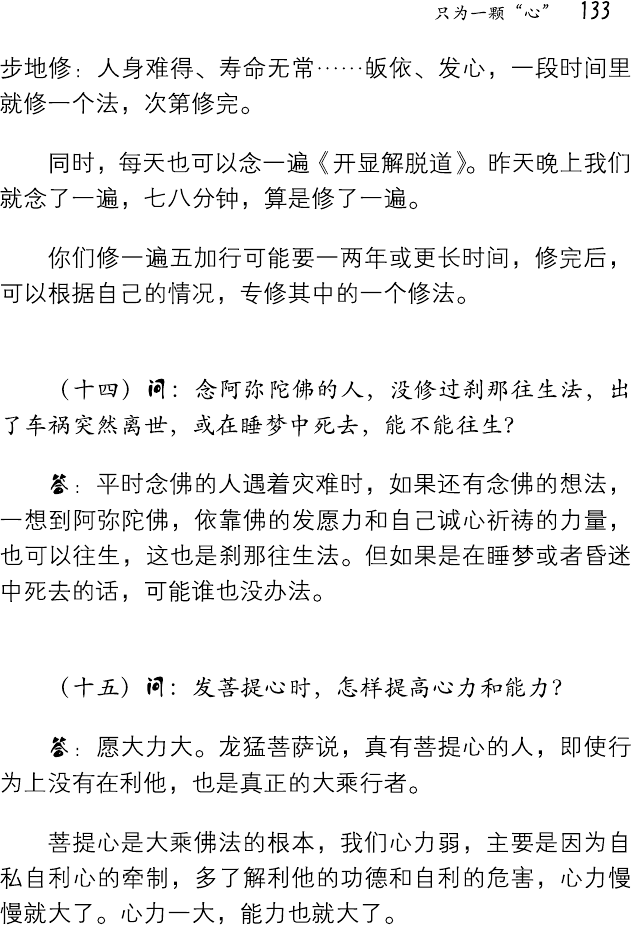 只为一颗“心” 133
步地修：人身难得、寿命无常……皈依、发心，一段时间里
就修一个法，次第修完。
同时，每天也可以念一遍《开显解脱道》。昨天晚上我们
就念了一遍，七八分钟，算是修了一遍。
你们修一遍五加行可能要一两年或更长时间，修完后，
可以根据自己的情况，专修其中的一个修法。
（十四）问：念阿弥陀佛的人，没修过刹那往生法，出
了车祸突然离世，或在睡梦中死去，能不能往生？
答：平时念佛的人遇着灾难时，如果还有念佛的想法，
一想到阿弥陀佛，依靠佛的发愿力和自己诚心祈祷的力量，
也可以往生，这也是刹那往生法。但如果是在睡梦或者昏迷
中死去的话，可能谁也没办法。
（十五）问：发菩提心时，怎样提高心力和能力？
答：愿大力大。龙猛菩萨说，真有菩提心的人，即使行
为上没有在利他，也是真正的大乘行者。
菩提心是大乘佛法的根本，我们心力弱，主要是因为自
私自利心的牵制，多了解利他的功德和自利的危害，心力慢
慢就大了。心力一大，能力也就大了。